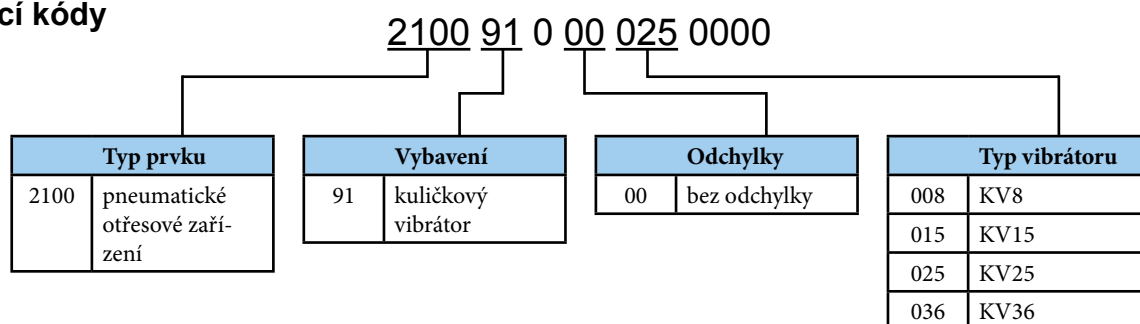 cí kódy
2100 91 0 00 025 0000
Typ prvku
2100 pneumatické
otřesové zaří-
zení
Vybavení
91 kuličkový
vibrátor
Odchylky
00 bez odchylky
Typ vibrátoru
008 KV8
015 KV15
025 KV25
036 KV36